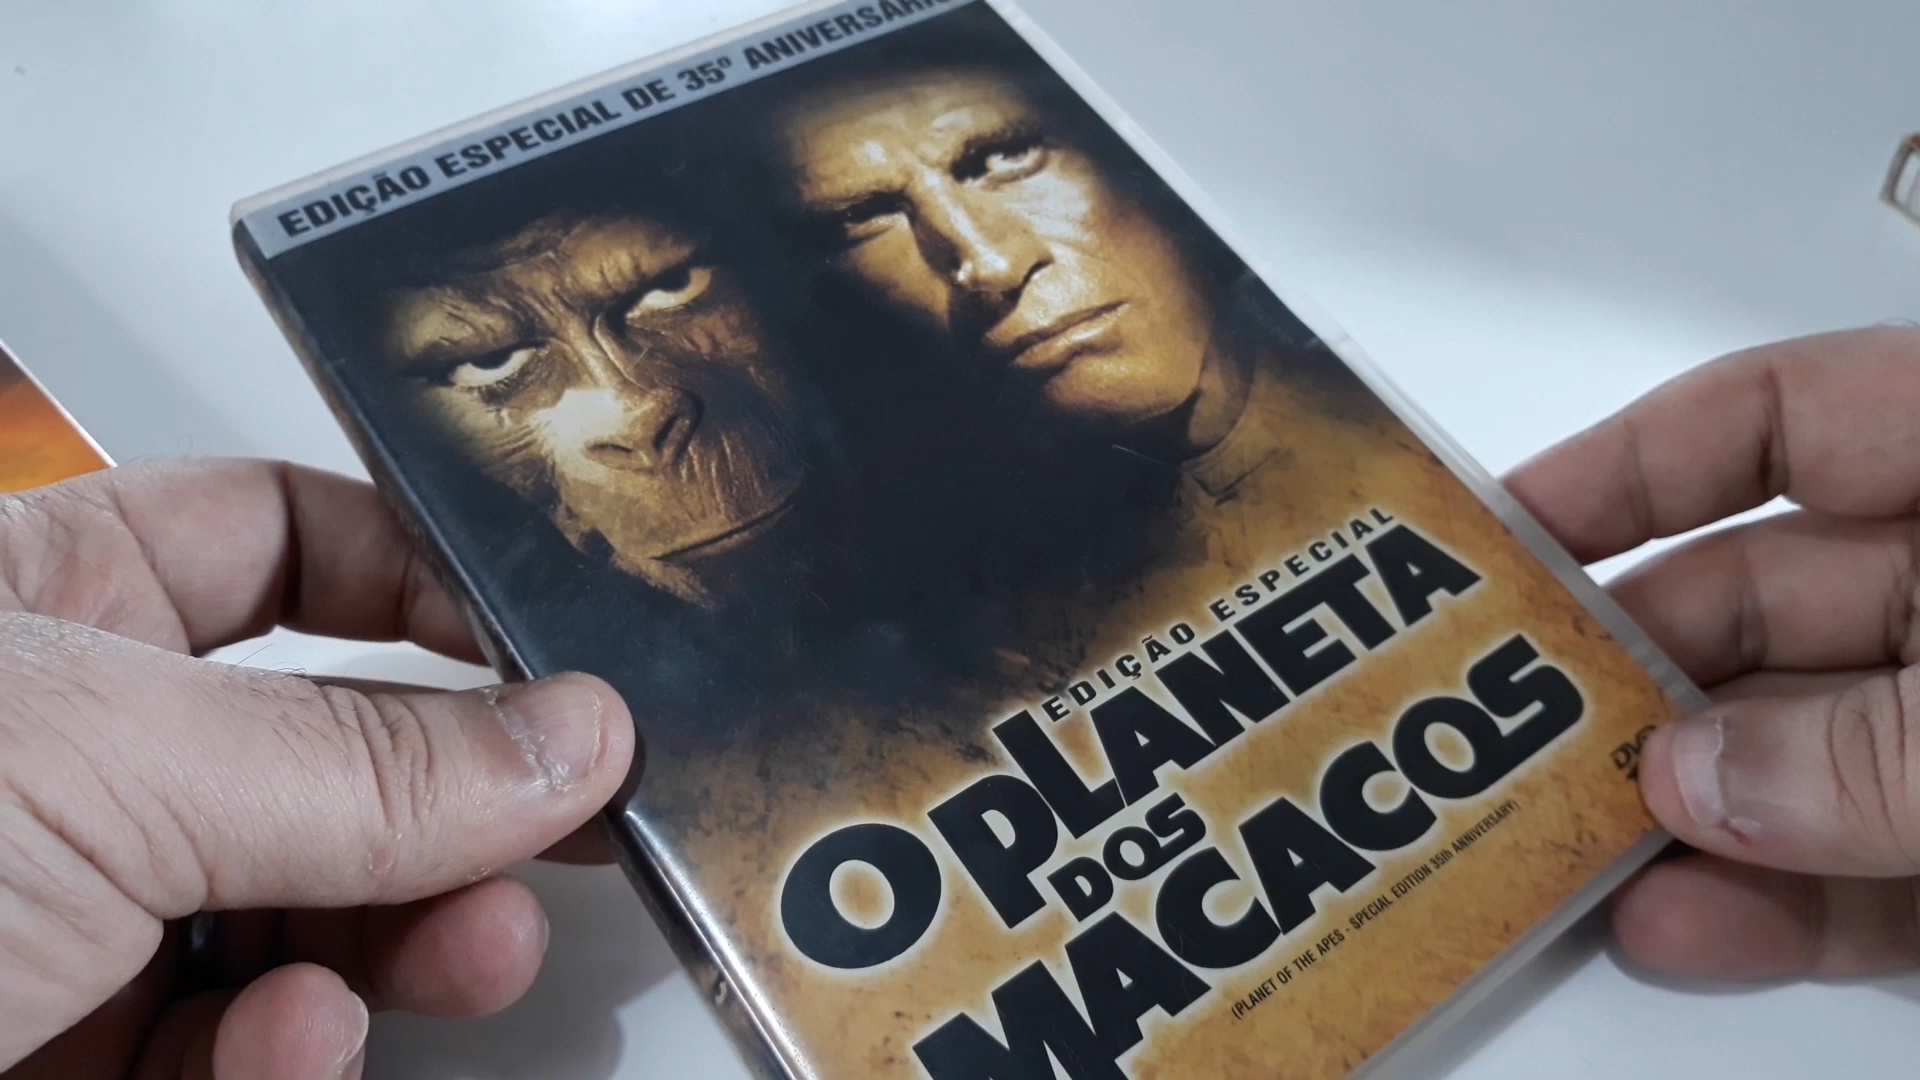 EDIÇÃO ESPECIAL DE 35º ANIVERSÁRIO
EDIÇÃO ESPECIAL
O PLANETA
DOS
MACACOS
(PLANET OF THE APES - SPECIAL EDITION 35th ANNIVERSARY)
DVD